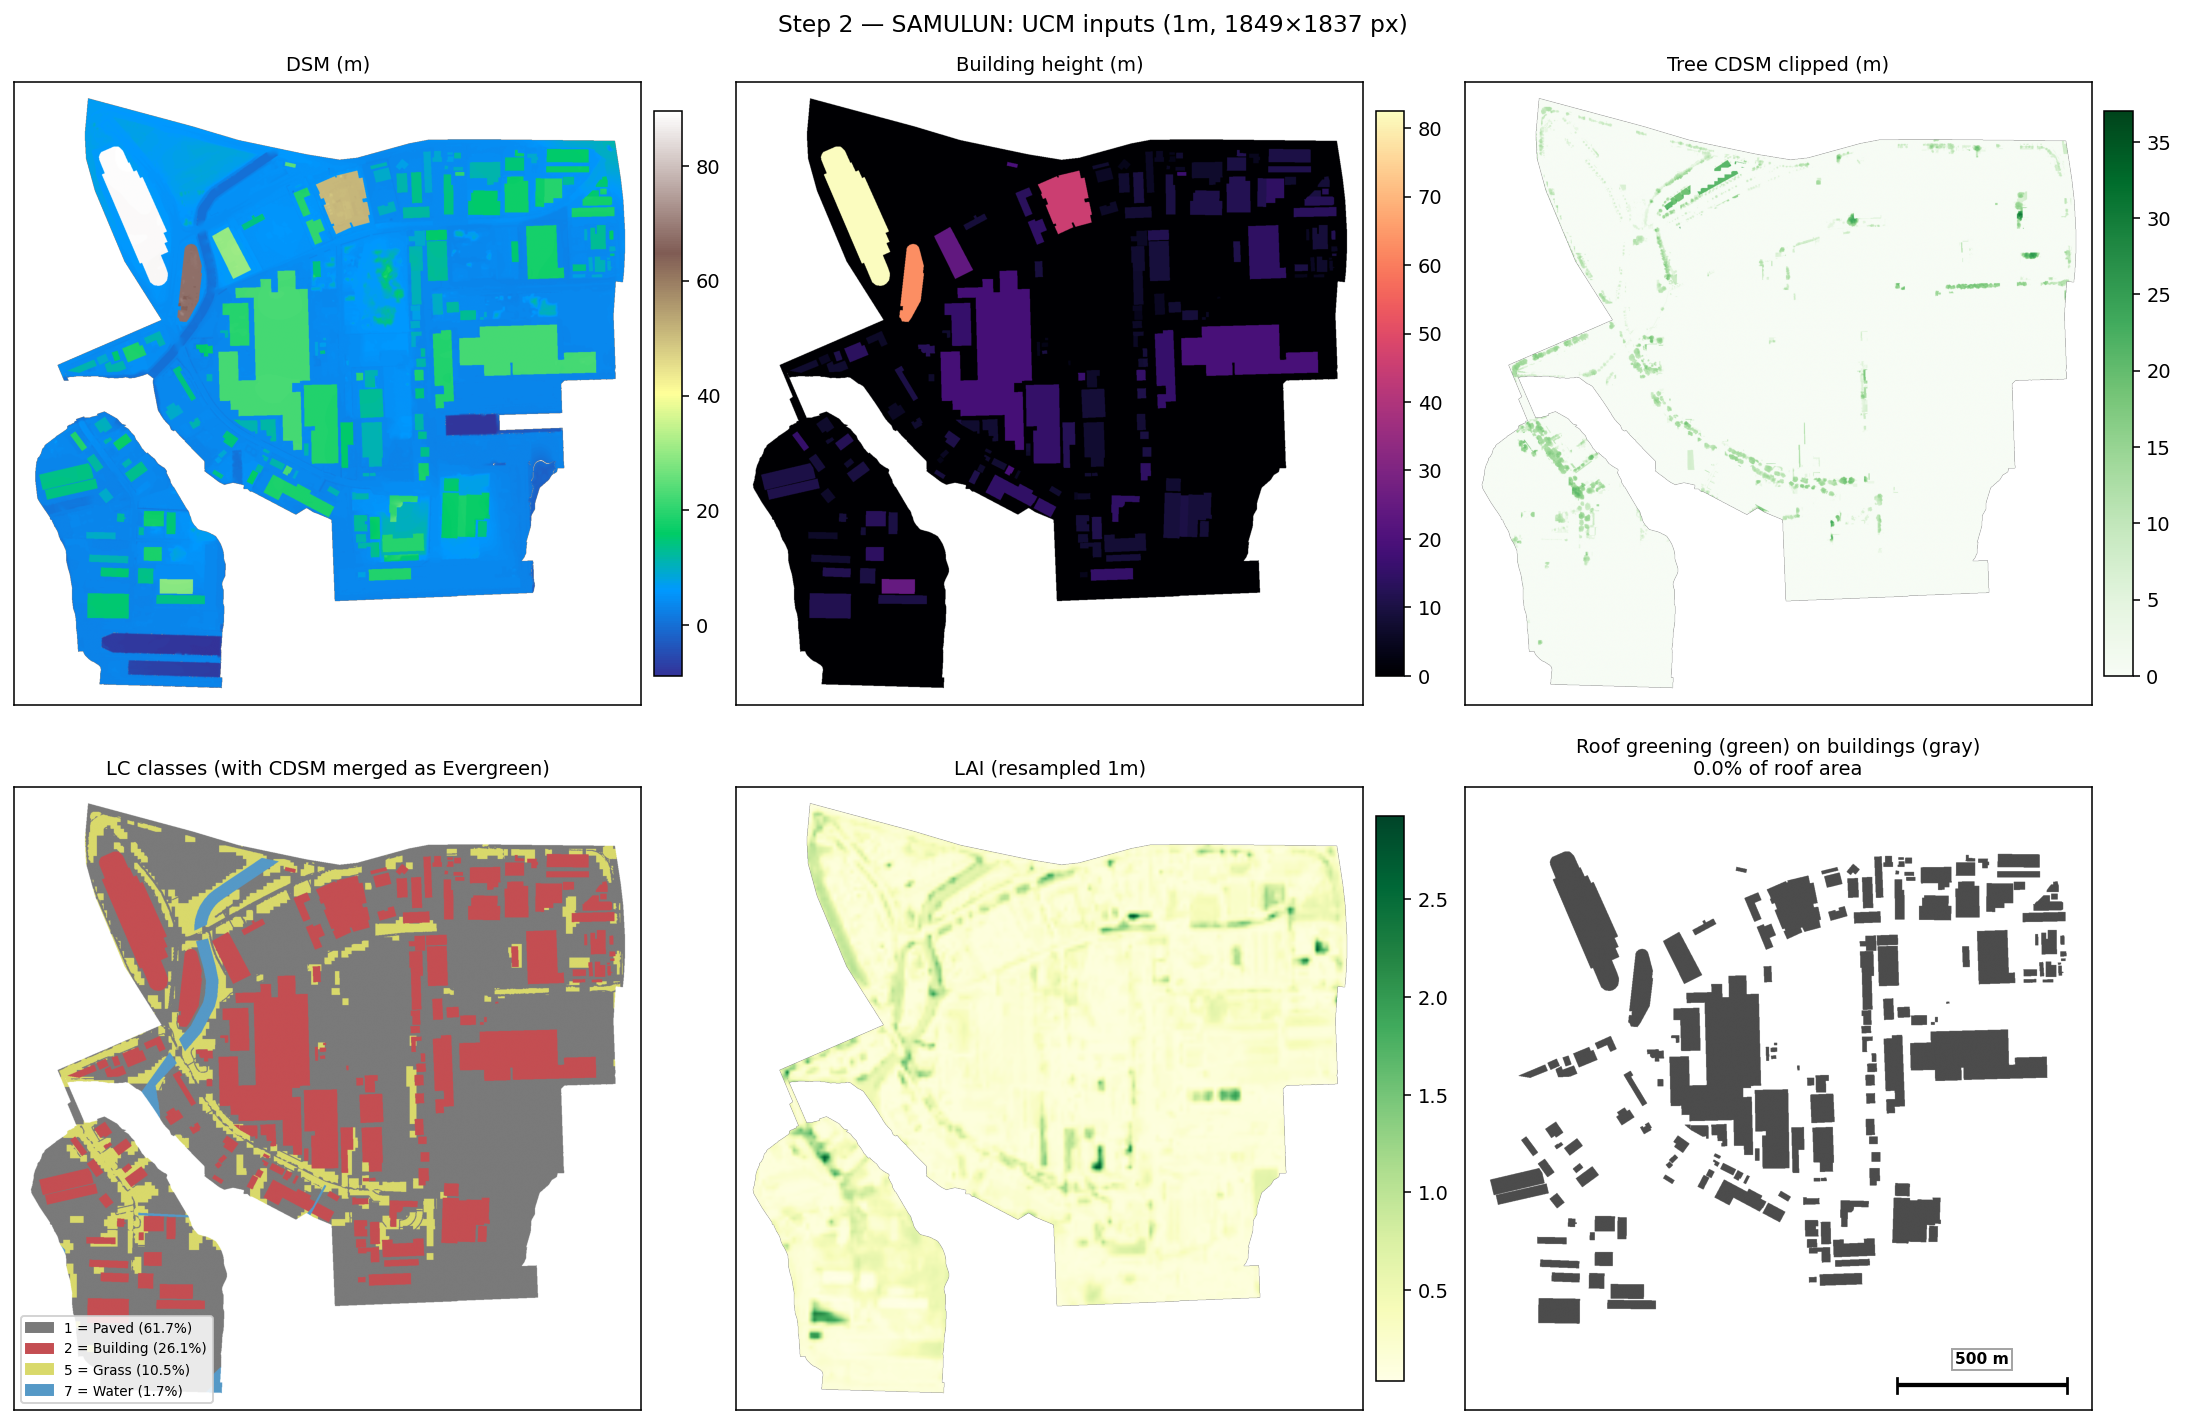 Step 2 — SAMULUN: UCM inputs (1m, 1849×1837 px)
DSM (m)
80
60
40
20
0
Building height (m)
80
70
60
50
40
30
20
10
0
Tree CDSM clipped (m)
35
30
25
20
15
10
5
0
LC classes (with CDSM merged as Evergreen)
1 = Paved (61.7%)
2 = Building (26.1%)
5 = Grass (10.5%)
7 = Water (1.7%)
LAI (resampled 1m)
2.5
2.0
1.5
1.0
0.5
Roof greening (green) on buildings (gray)
0.0% of roof area
500 m